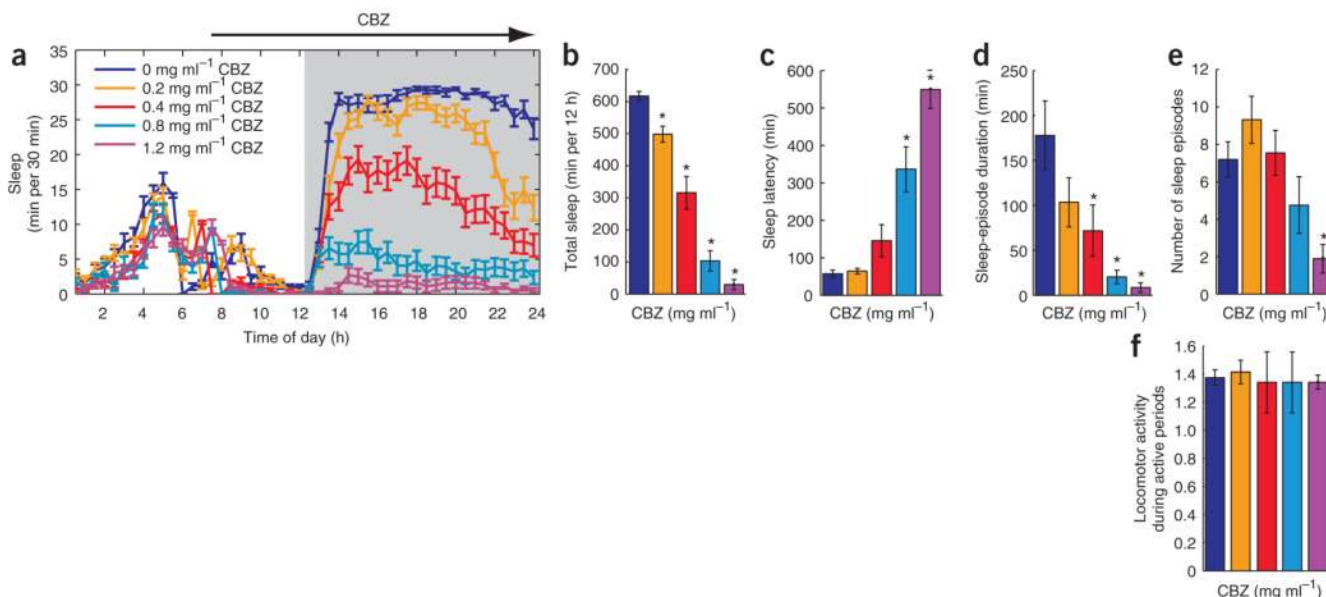 CBZ
a
35
30
25
20
15
10
5
0
Sleep
(min per 30 min)
0 mg ml⁻¹ CBZ
0.2 mg ml⁻¹ CBZ
0.4 mg ml⁻¹ CBZ
0.8 mg ml⁻¹ CBZ
1.2 mg ml⁻¹ CBZ
2 4 6 8 10 12 14 16 18 20 22 24
Time of day (h)
b
700
600
500
400
300
200
100
0
Total sleep (min per 12 h)
* * * *
CBZ (mg ml⁻¹)
c
600
500
400
300
200
100
0
Sleep latency (min)
* *
CBZ (mg ml⁻¹)
d
250
200
150
100
50
0
Sleep-episode duration (min)
* * *
CBZ (mg ml⁻¹)
e
12
10
8
6
4
2
0
Number of sleep episodes
*
CBZ (mg ml⁻¹)
f
1.6
1.4
1.2
1.0
0.8
0.6
0.4
0.2
0
Locomotor activity
during active periods
CBZ (mg ml⁻¹)